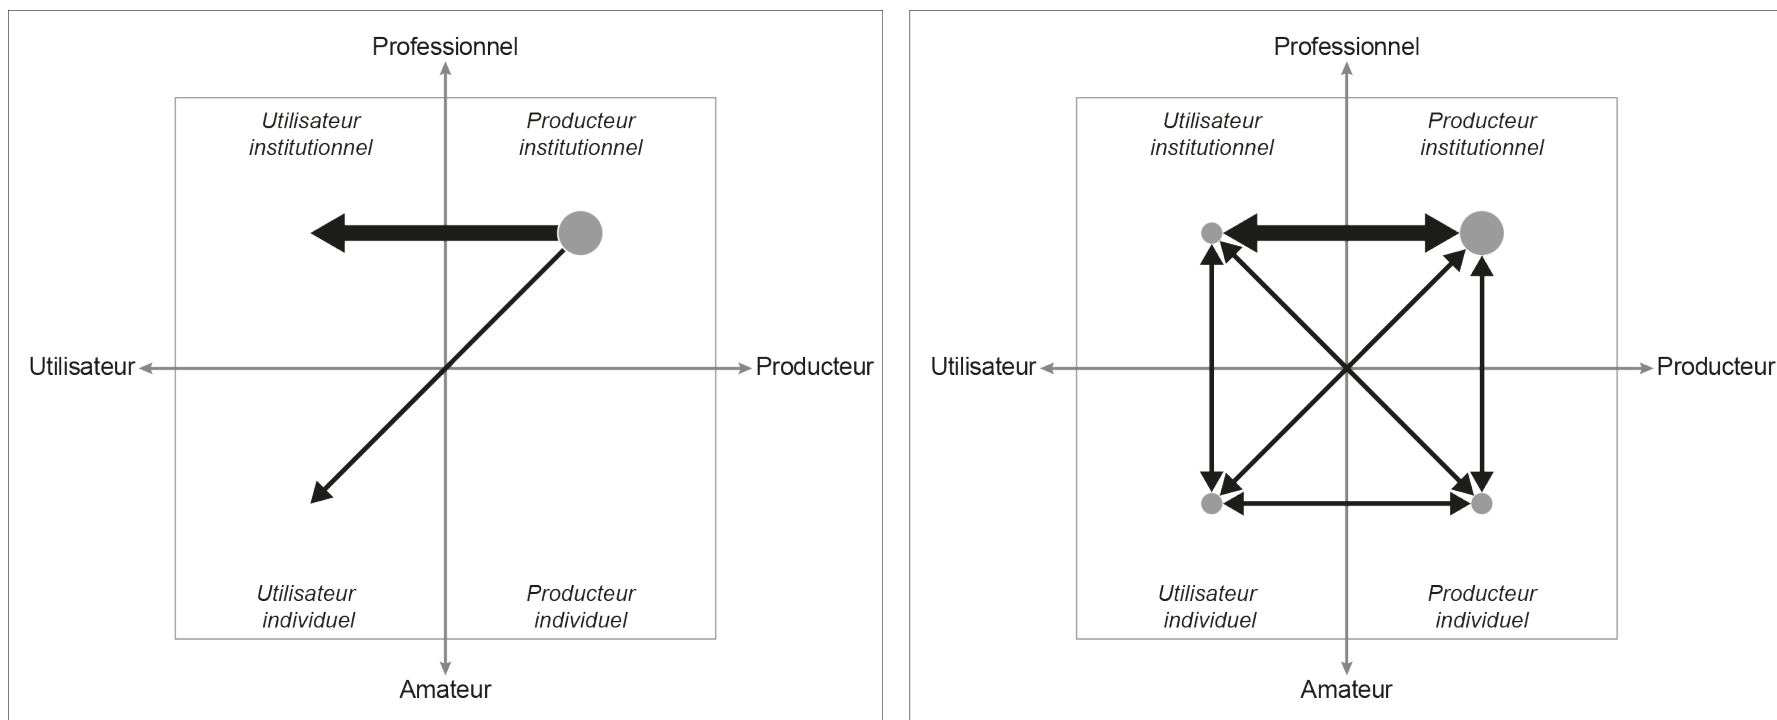 Professionnel
Utilisateur
institutionnel
Producteur
institutionnel
Utilisateur
Producteur
Utilisateur
individuel
Producteur
individuel
Amateur
Professionnel
Utilisateur
institutionnel
Producteur
institutionnel
Utilisateur
Producteur
Utilisateur
individuel
Producteur
individuel
Amateur